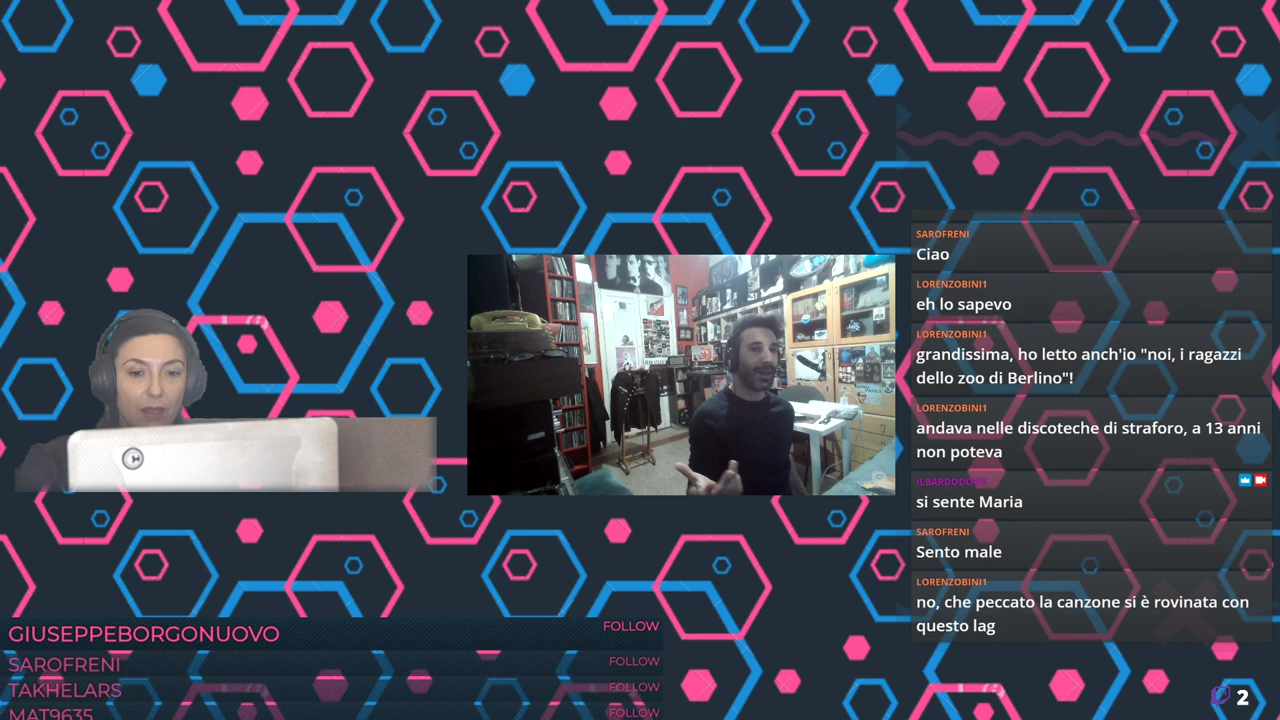 SAROFRENI
Ciao
LORENZOBINI1
eh lo sapevo
LORENZOBINI1
grandissima, ho letto anch'io "noi, i ragazzi
dello zoo di Berlino"!
LORENZOBINI1
andava nelle discoteche di straforo, a 13 anni
non poteva
si sente Maria
SAROFRENI
Sento male
LORENZOBINI1
no, che peccato la canzone si è rovinata con
questo lag
GIUSEPPEBORGONUOVO FOLLOW
SAROFRENI FOLLOW
TAKHELARS FOLLOW
MAT9635 FOLLOW
2